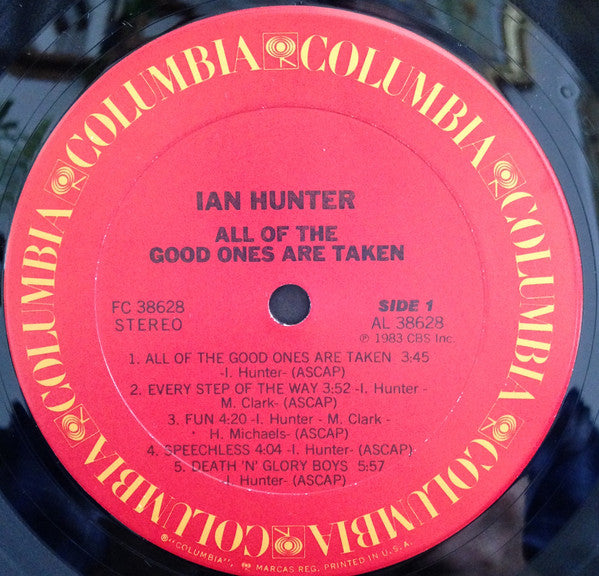 COLUMBIA COLUMBIA COLUMBIA COLUMBIA COLUMBIA COLUMBIA COLUMBIA COLUMBIA
IAN HUNTER
ALL OF THE
GOOD ONES ARE TAKEN
FC 38628
STEREO
SIDE 1
AL 38628
℗ 1983 CBS Inc.
1. ALL OF THE GOOD ONES ARE TAKEN 3:45
-I. Hunter- (ASCAP)
2. EVERY STEP OF THE WAY 3:52 -I. Hunter -
M. Clark- (ASCAP)
3. FUN 4:20 -I. Hunter - M. Clark -
H. Michaels- (ASCAP)
4. SPEECHLESS 4:04 -I. Hunter- (ASCAP)
5. DEATH 'N' GLORY BOYS 5:57
I. Hunter- (ASCAP)
®"COLUMBIA", MARCAS REG. PRINTED IN U.S.A.